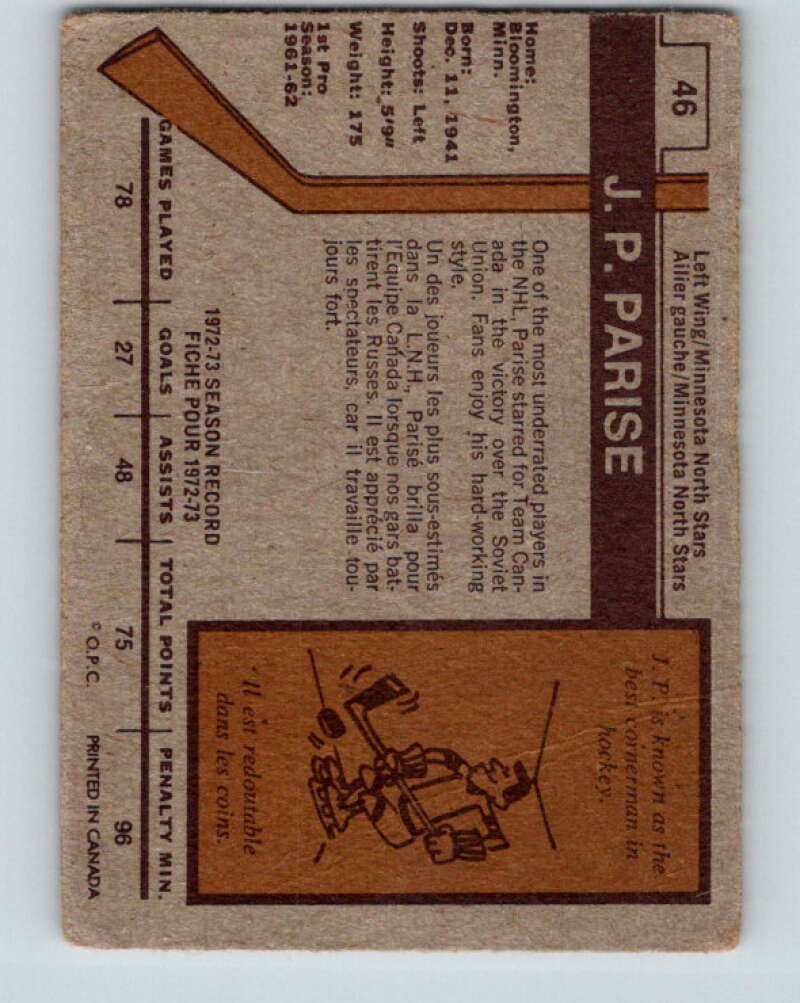 46
Left Wing/Minnesota North Stars
Ailier gauche/Minnesota North Stars
J. P. PARISE
Home:
Bloomington,
Minn.
Born:
Dec. 11, 1941
Shoots: Left
Height: 5'9"
Weight: 175
1st Pro
Season:
1961-62
One of the most underrated players in
the NHL, Parise starred for Team Can-
ada in the victory over the Soviet
Union. Fans enjoy his hard-working
style.
Un des joueurs les plus sous-estimés
dans la L.N.H., Parisé brilla pour
l'Equipe Canada lorsque nos gars bat-
tirent les Russes. Il est apprécié par
les spectateurs, car il travaille tou-
jours fort.
J. P. is known as the
best cornerman in
hockey.
Il est redoutable
dans les coins.
1972-73 SEASON RECORD
FICHE POUR 1972-73
GAMES PLAYED GOALS ASSISTS TOTAL POINTS PENALTY MIN.
78 27 48 75 96
© O.P.C. PRINTED IN CANADA